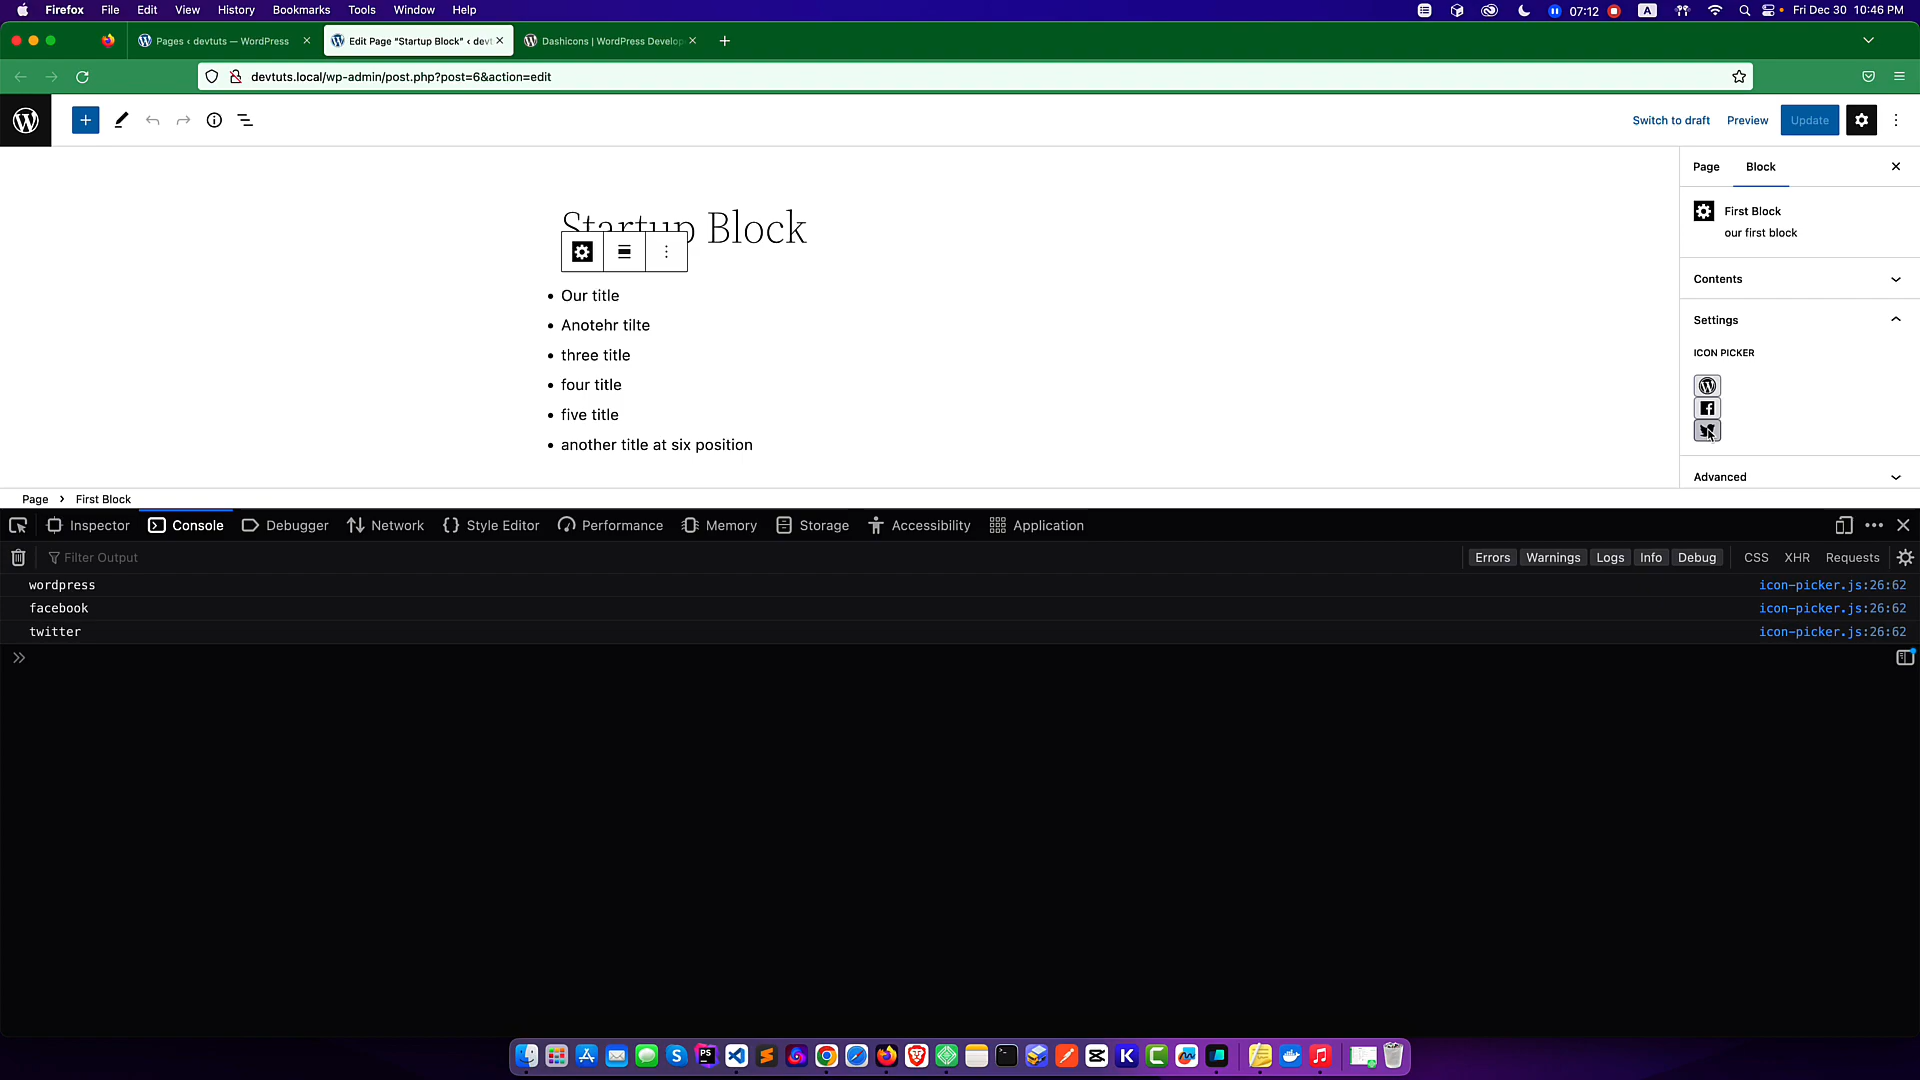 Firefox File Edit View History Bookmarks Tools Window Help 07:12 A Fri Dec 30 10:46 PM
Pages ‹ devtuts — WordPress Edit Page "Startup Block" ‹ devt Dashicons | WordPress Develop
devtuts.local/wp-admin/post.php?post=6&action=edit
Switch to draft Preview Update
Page Block
Startup Block
First Block
our first block
Contents
Settings
ICON PICKER
Advanced
• Our title
• Anotehr tilte
• three title
• four title
• five title
• another title at six position
Page › First Block
Inspector Console Debugger Network Style Editor Performance Memory Storage Accessibility Application
Filter Output Errors Warnings Logs Info Debug CSS XHR Requests
wordpress icon-picker.js:26:62
facebook icon-picker.js:26:62
twitter icon-picker.js:26:62